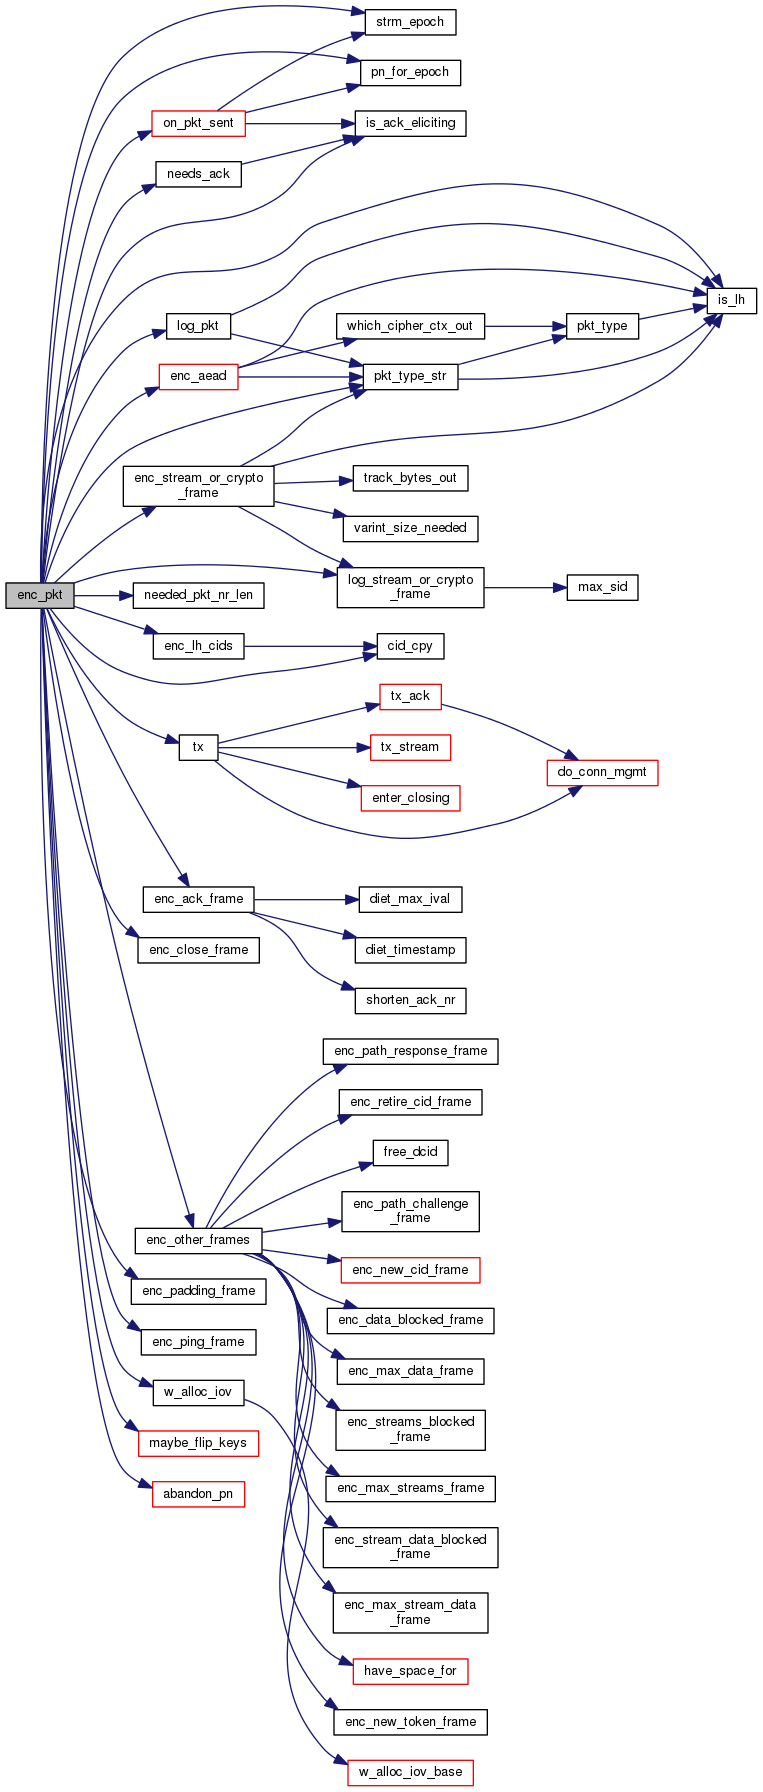 strm_epoch
pn_for_epoch
on_pkt_sent
is_ack_eliciting
needs_ack
is_lh
log_pkt
which_cipher_ctx_out
pkt_type
enc_aead
pkt_type_str
enc_stream_or_crypto
_frame
track_bytes_out
varint_size_needed
log_stream_or_crypto
_frame
max_sid
enc_pkt
needed_pkt_nr_len
enc_lh_cids
cid_cpy
tx_ack
tx
tx_stream
do_conn_mgmt
enter_closing
enc_ack_frame
diet_max_ival
enc_close_frame
diet_timestamp
shorten_ack_nr
enc_path_response_frame
enc_retire_cid_frame
free_dcid
enc_path_challenge
_frame
enc_other_frames
enc_new_cid_frame
enc_padding_frame
enc_data_blocked_frame
enc_ping_frame
enc_max_data_frame
w_alloc_iov
enc_streams_blocked
_frame
maybe_flip_keys
enc_max_streams_frame
abandon_pn
enc_stream_data_blocked
_frame
enc_max_stream_data
_frame
have_space_for
enc_new_token_frame
w_alloc_iov_base